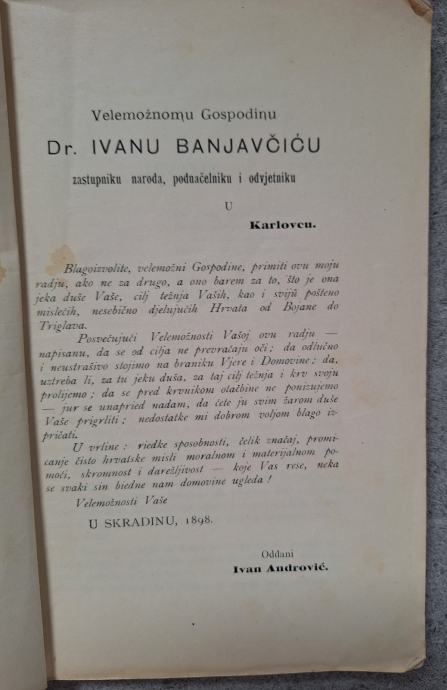 Velemožnomu Gospodinu
Dr. IVANU BANJAVČIĆU
zastupniku naroda, podnačelniku i odvjetniku
U
Karlovcu.
Blagoizvolite, velemožni Gospodine, primiti ovu moju
radju, ako ne za drugo, a ono barem za to, što je ona
jeka duše Vaše, cilj težnja Vaših, kao i svijŭ pošteno
mislećih, nesebično djelujućih Hrvata od Bojane do
Triglava.
Posvećujući Velemožnosti Vašoj ovu radju —
napisanu, da se od cilja ne prevraćaju oči; da odlučno
i neustrašivo stojimo na braniku Vjere i Domovine; da,
uztreba li, za tu jeku duša, za taj cilj težnja i krv svoju
prolijemo; da se pred krvnikom otačbine ne ponizujemo
— jur se unapried nadam, da ćete ju svim žarom duše
Vaše prigrliti; nedostatke mi dobrom voljom blago iz-
pričati.
U vrline: riedke sposobnosti, čelik značaj, promi-
canje čisto hrvatske misli moralnom i materijalnom po-
moći, skromnost i darežljivost — koje Vas rese, neka
se svaki sin biedne nam domovine ugleda!
Velemožnosti Vaše
U SKRADINU, 1898.
Oddani
Ivan Andrović.